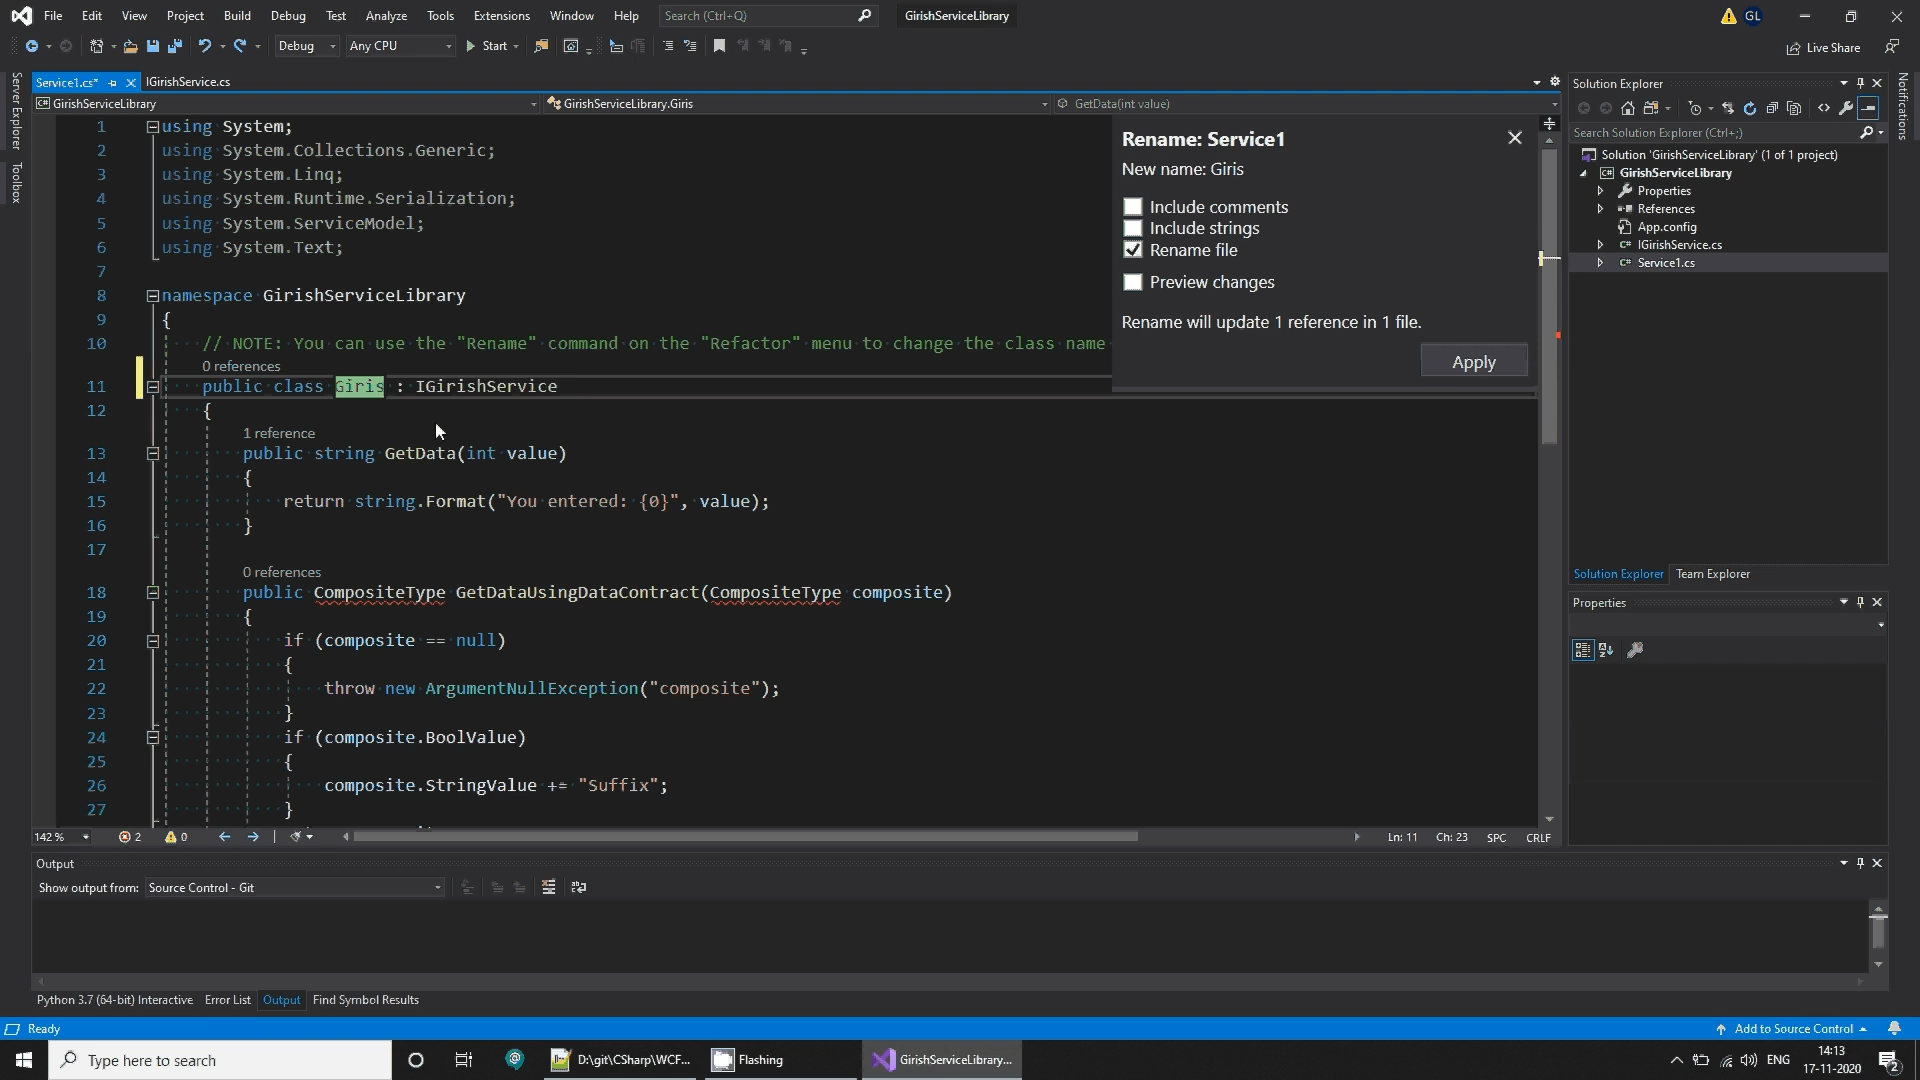 File Edit View Project Build Debug Test Analyze Tools Extensions Window Help Search (Ctrl+Q) GirishServiceLibrary GL
Debug Any CPU Start Live Share
Service1.cs* IGirishService.cs
GirishServiceLibrary GirishServiceLibrary.Giris GetData(int value)
Server Explorer
Toolbox
1 using System;
2 using System.Collections.Generic;
3 using System.Linq;
4 using System.Runtime.Serialization;
5 using System.ServiceModel;
6 using System.Text;
7
8 namespace GirishServiceLibrary
9 {
10 // NOTE: You can use the "Rename" command on the "Refactor" menu to change the class name
0 references
11 public class Giris : IGirishService
12 {
1 reference
13 public string GetData(int value)
14 {
15 return string.Format("You entered: {0}", value);
16 }
17
0 references
18 public CompositeType GetDataUsingDataContract(CompositeType composite)
19 {
20 if (composite == null)
21 {
22 throw new ArgumentNullException("composite");
23 }
24 if (composite.BoolValue)
25 {
26 composite.StringValue += "Suffix";
27 }
Rename: Service1
New name: Giris
Include comments
Include strings
Rename file
Preview changes
Rename will update 1 reference in 1 file.
Apply
142 % 2 0 Ln: 11 Ch: 23 SPC CRLF
Solution Explorer
Search Solution Explorer (Ctrl+;)
Solution 'GirishServiceLibrary' (1 of 1 project)
C# GirishServiceLibrary
Properties
References
App.config
C# IGirishService.cs
C# Service1.cs
Solution Explorer Team Explorer
Properties
Notifications
Output
Show output from: Source Control - Git
Python 3.7 (64-bit) Interactive Error List Output Find Symbol Results
Ready Add to Source Control
Type here to search D:\git\CSharp\WCF... Flashing GirishServiceLibrary... ENG 14:13
17-11-2020 2